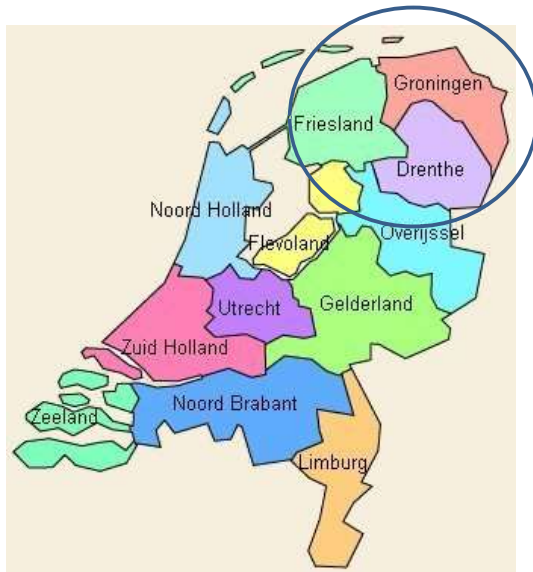 Groningen
Friesland
Drenthe
Noord Holland
Overijssel
Flevoland
Utrecht
Gelderland
Zuid Holland
Noord Brabant
Zeeland
Limburg